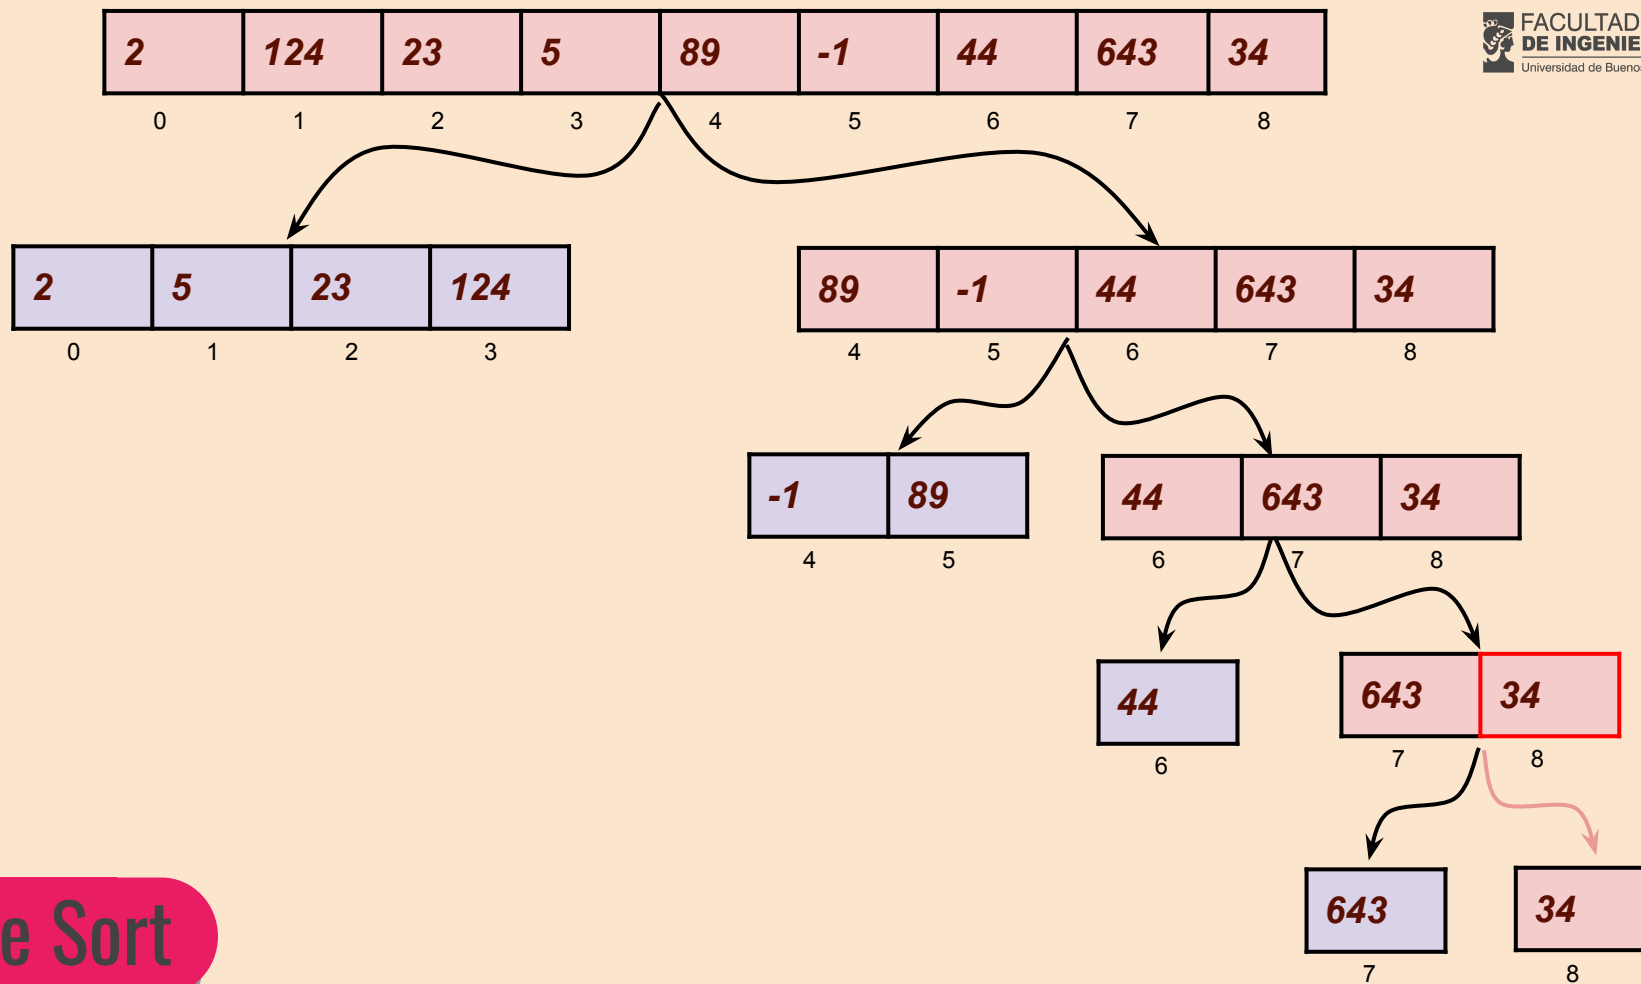 2 124 23 5 89 -1 44 643 34
0 1 2 3 4 5 6 7 8
FACULTAD
DE INGENIE
Universidad de Bueno
2 5 23 124
0 1 2 3
89 -1 44 643 34
4 5 6 7 8
-1 89
4 5
44 643 34
6 7 8
44
6
643 34
7 8
643
7
34
8
e Sort